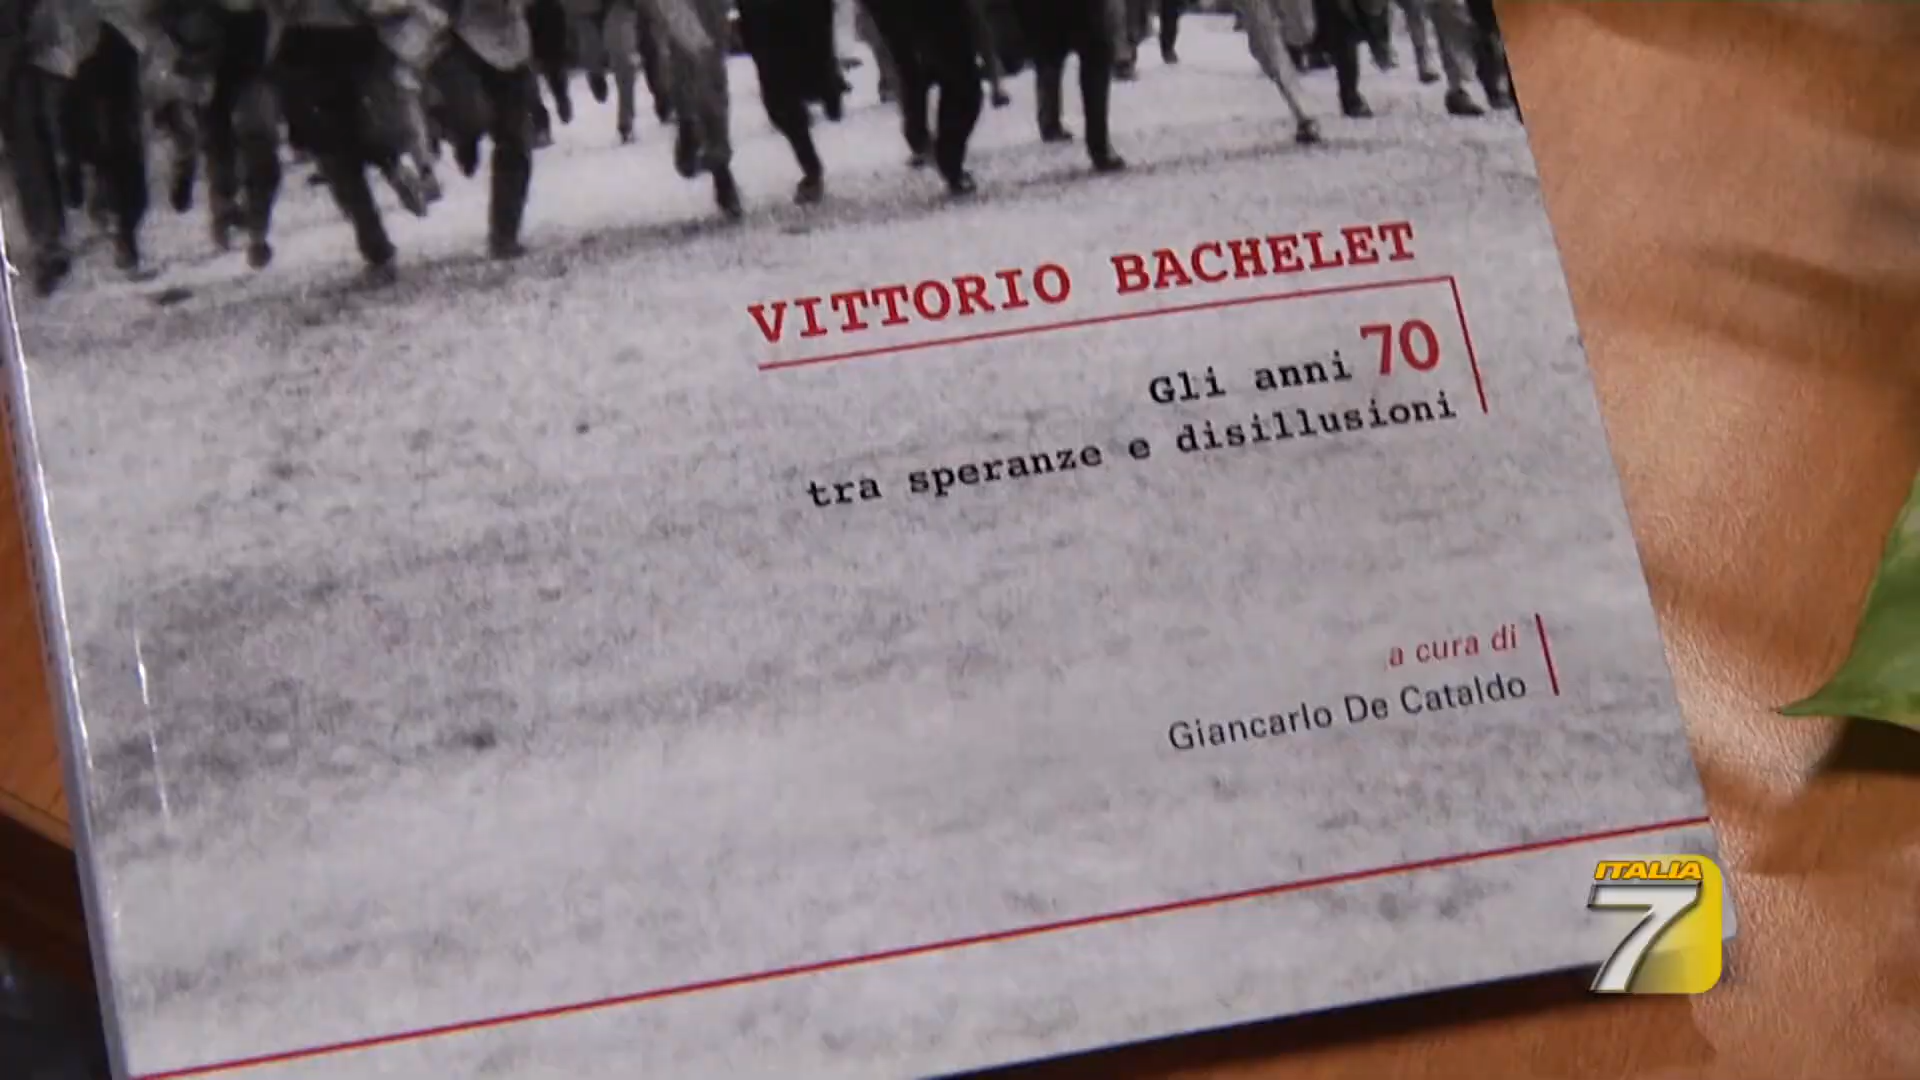 VITTORIO BACHELET
Gli anni 70
tra speranze e disillusioni
a cura di
Giancarlo De Cataldo
ITALIA
7